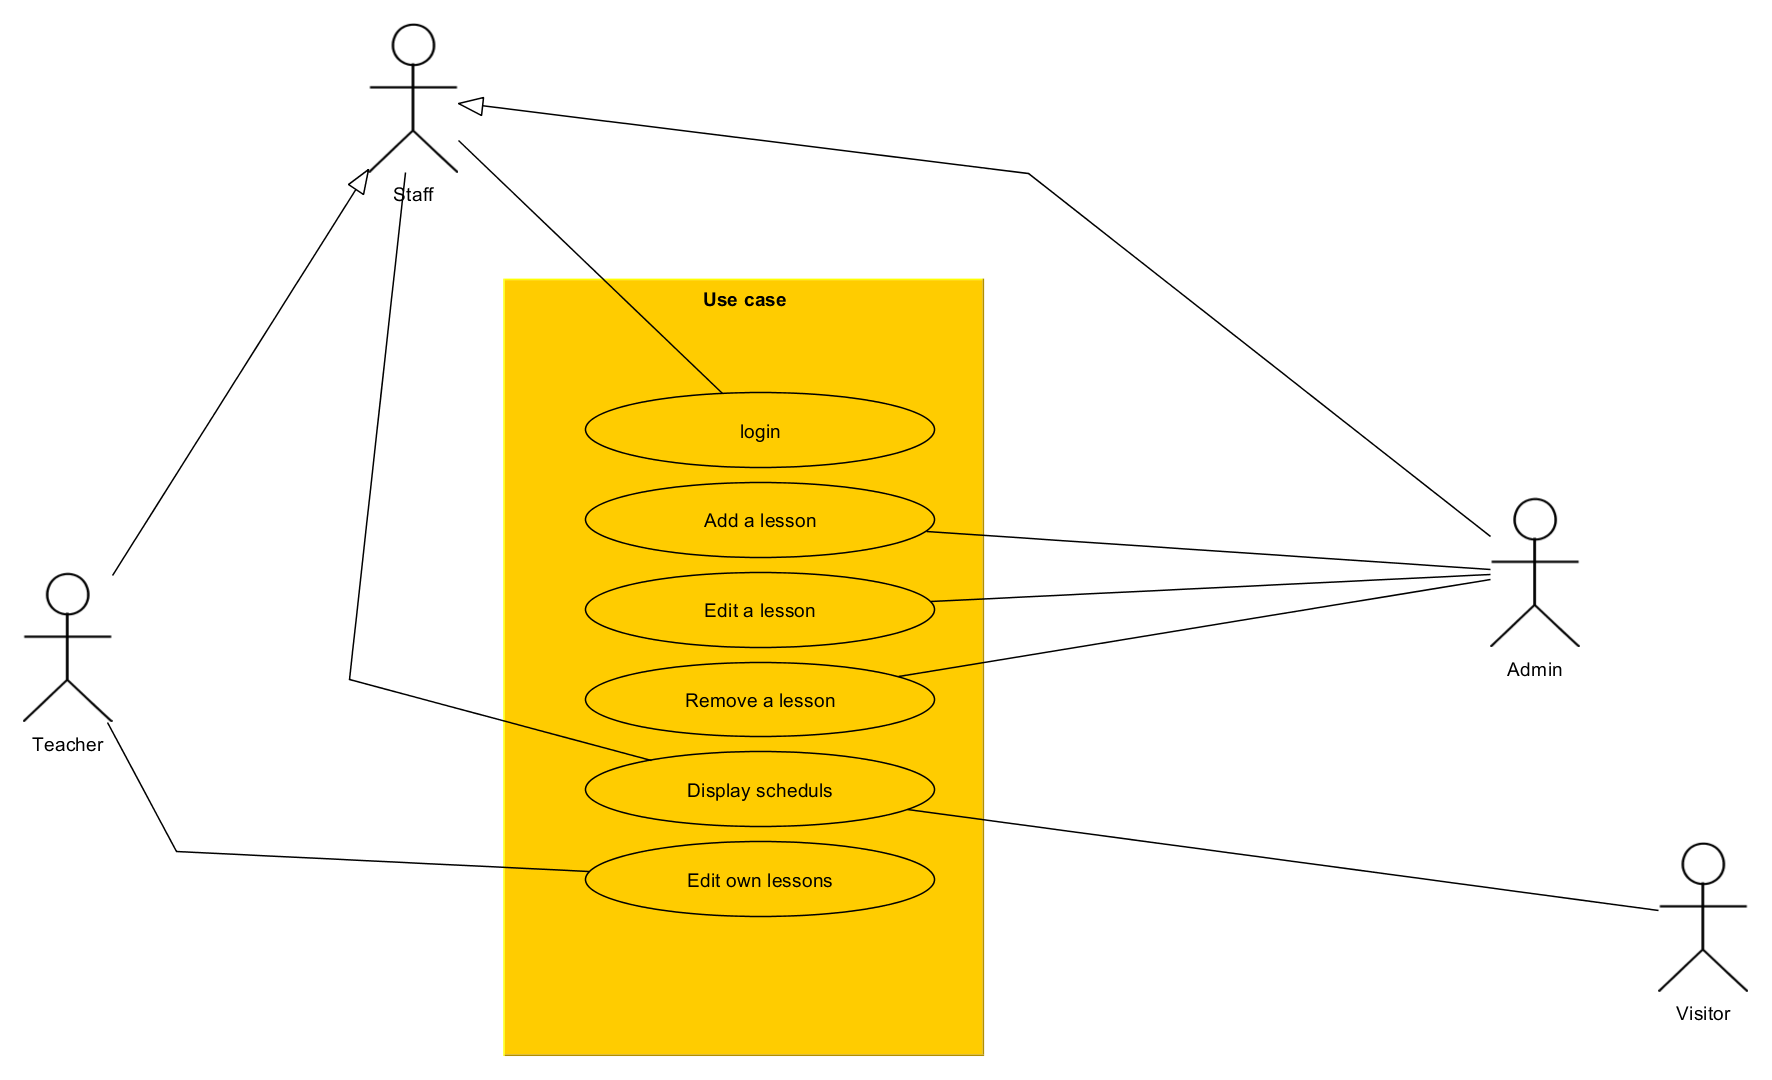 Staff
Use case
login
Add a lesson
Edit a lesson
Remove a lesson
Admin
Teacher
Display scheduls
Edit own lessons
Visitor